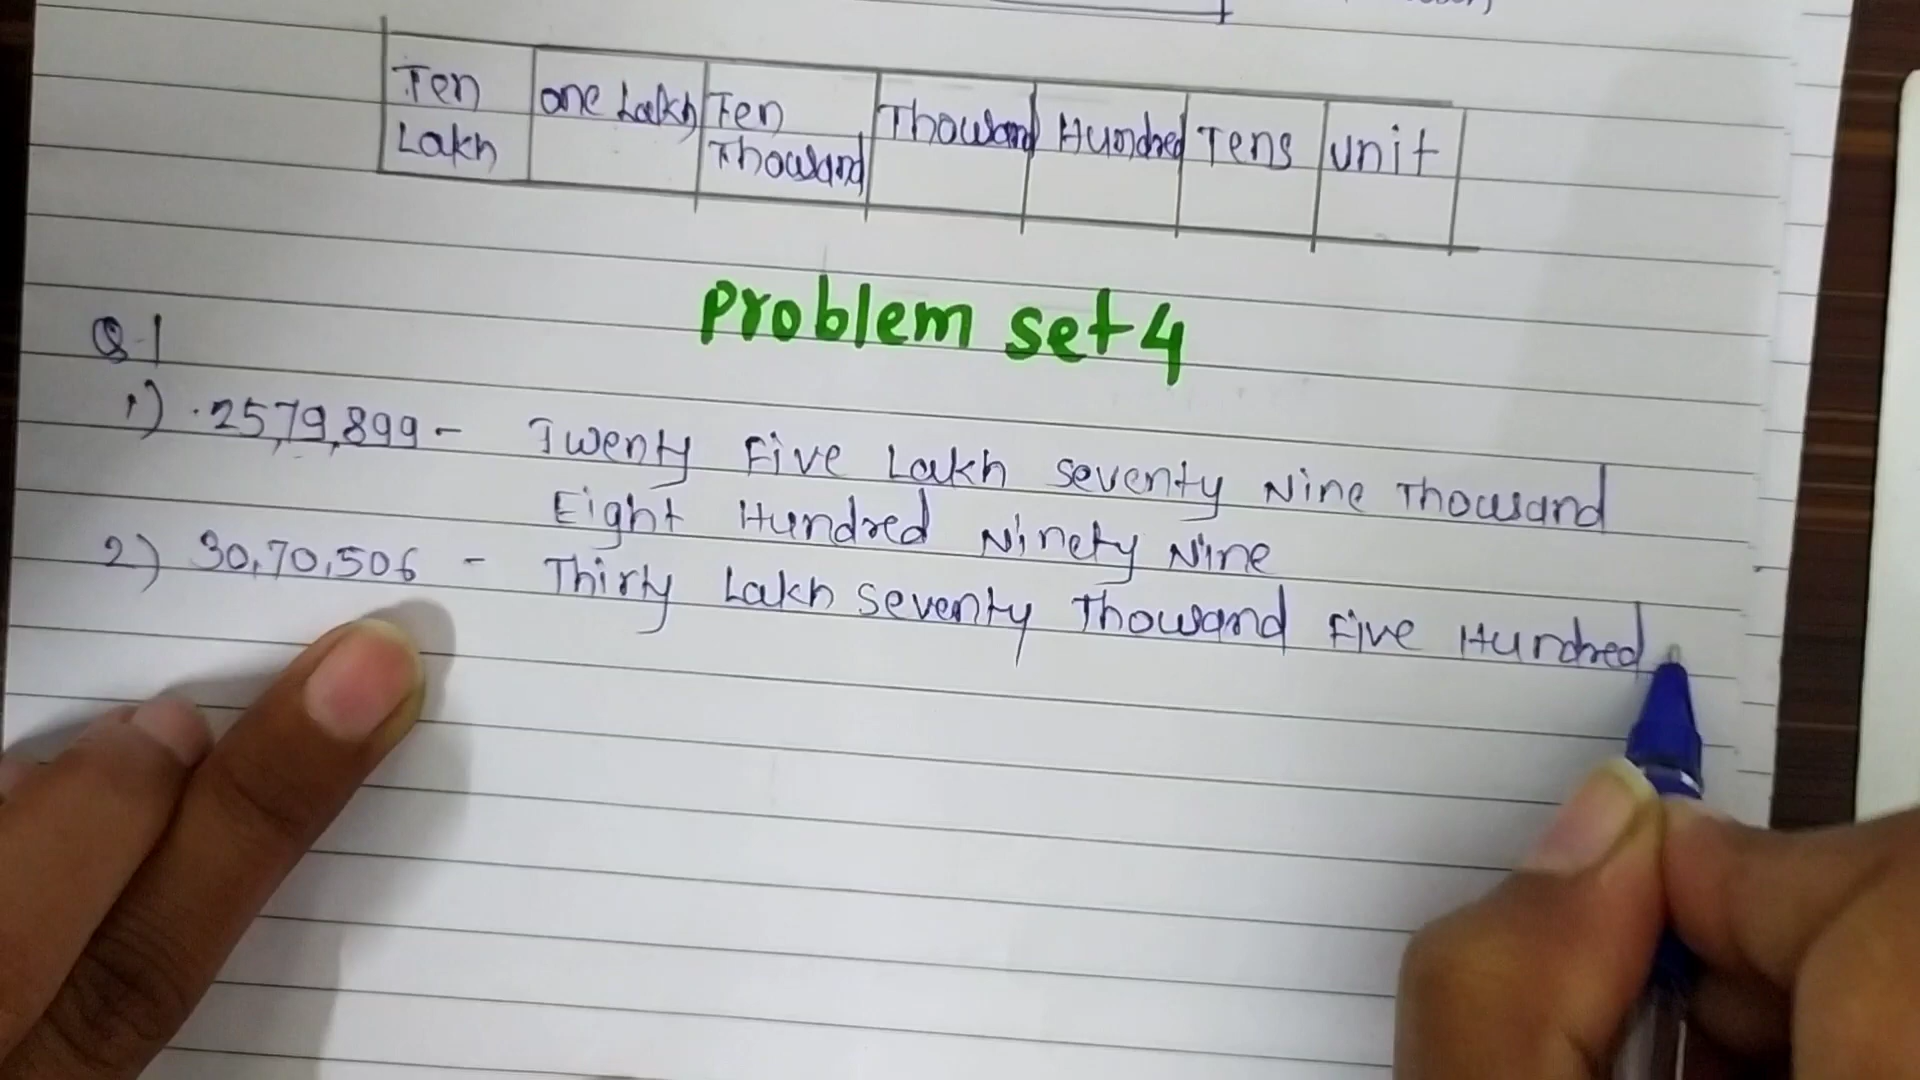 Ten Lakh | one Lakh | Ten Thousand | Thousand | Hundred | Tens | unit
Problem set 4
Q.1
1) 25,79,899 - Twenty Five Lakh Seventy Nine Thousand
Eight Hundred Ninety Nine
2) 30,70,506 - Thirty Lakh Seventy Thousand Five Hundred